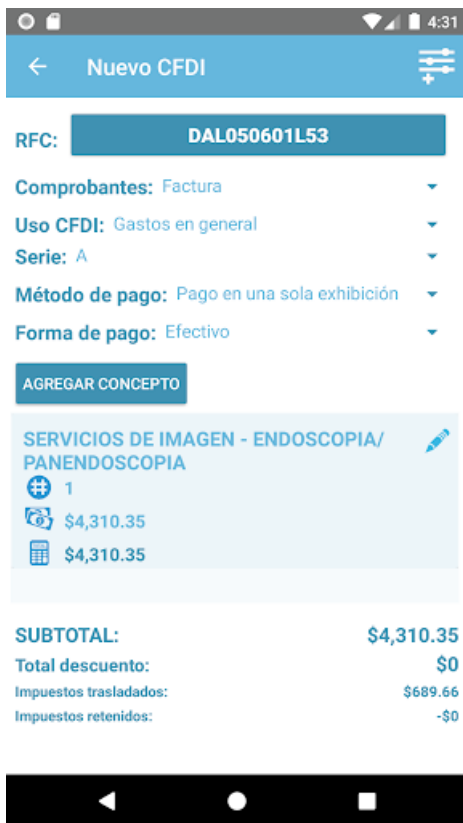 4:31
Nuevo CFDI
RFC: DAL050601L53
Comprobantes: Factura
Uso CFDI: Gastos en general
Serie: A
Método de pago: Pago en una sola exhibición
Forma de pago: Efectivo
AGREGAR CONCEPTO
SERVICIOS DE IMAGEN - ENDOSCOPIA/
PANENDOSCOPIA
# 1
$4,310.35
$4,310.35
SUBTOTAL: $4,310.35
Total descuento: $0
Impuestos trasladados: $689.66
Impuestos retenidos: -$0